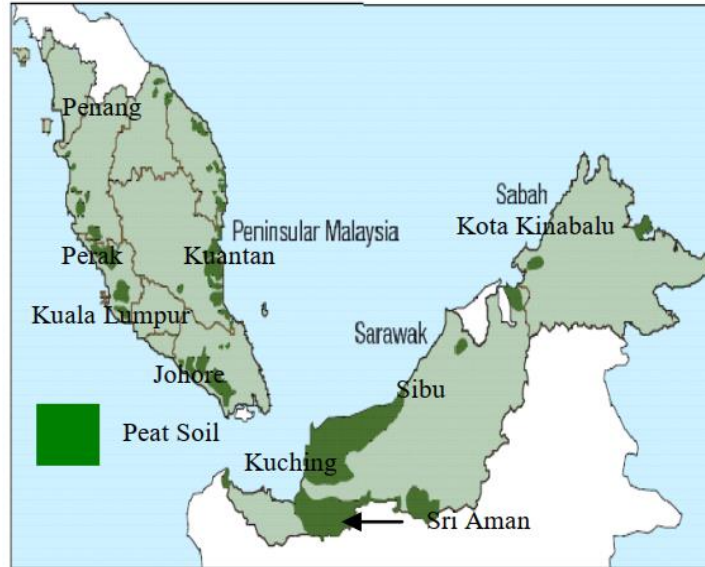 Penang
Sabah
Kota Kinabalu
Peninsular Malaysia
Perak
Kuantan
Kuala Lumpur
Sarawak
Johore
Sibu
Peat Soil
Kuching
Sri Aman